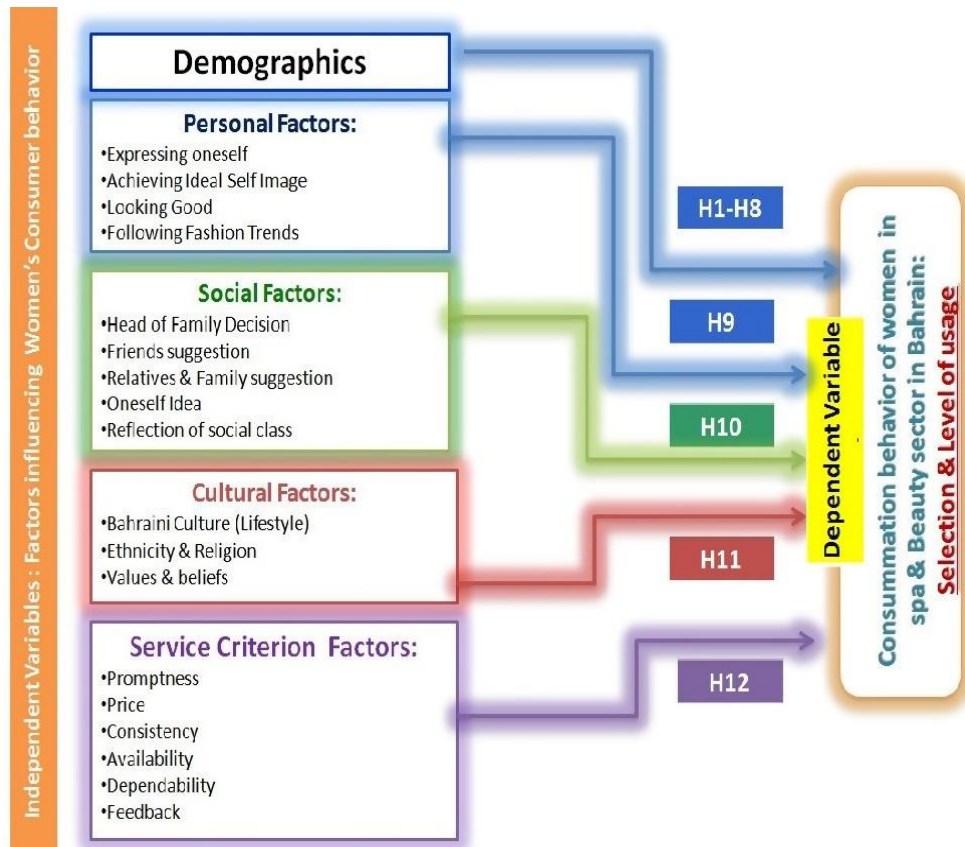 Independent Variables : Factors influencing Women's Consumer behavior
Demographics
Personal Factors:
•Expressing oneself
•Achieving Ideal Self Image
•Looking Good
•Following Fashion Trends
Social Factors:
•Head of Family Decision
•Friends suggestion
•Relatives & Family suggestion
•Oneself Idea
•Reflection of social class
Cultural Factors:
•Bahraini Culture (Lifestyle)
•Ethnicity & Religion
•Values & beliefs
Service Criterion Factors:
•Promptness
•Price
•Consistency
•Availability
•Dependability
•Feedback
H1-H8
H9
H10
H11
H12
Dependent Variable
Consummation behavior of women in
spa & Beauty sector in Bahrain:
Selection & Level of usage